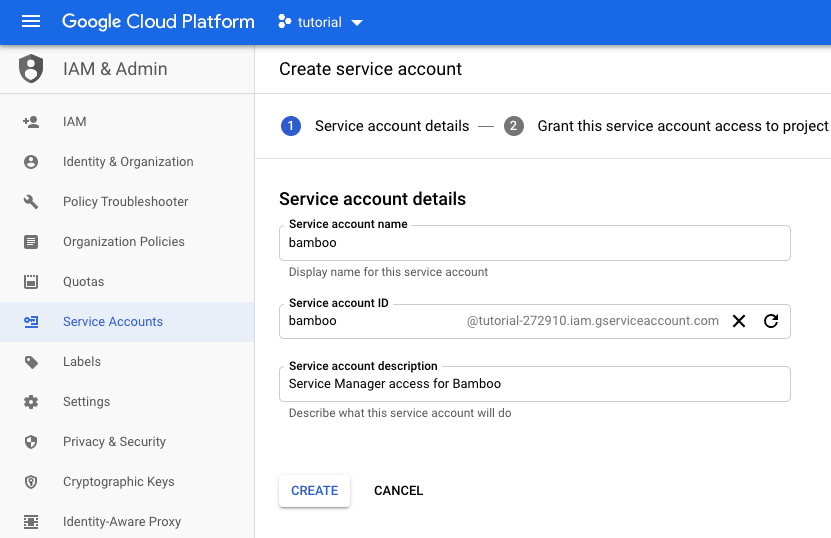 Google Cloud Platform
tutorial
IAM & Admin
IAM
Identity & Organization
Policy Troubleshooter
Organization Policies
Quotas
Service Accounts
Labels
Settings
Privacy & Security
Cryptographic Keys
Identity-Aware Proxy
Create service account
1 Service account details — 2 Grant this service account access to project
Service account details
Service account name
bamboo
Display name for this service account
Service account ID
bamboo @tutorial-272910.iam.gserviceaccount.com
Service account description
Service Manager access for Bamboo
Describe what this service account will do
CREATE CANCEL